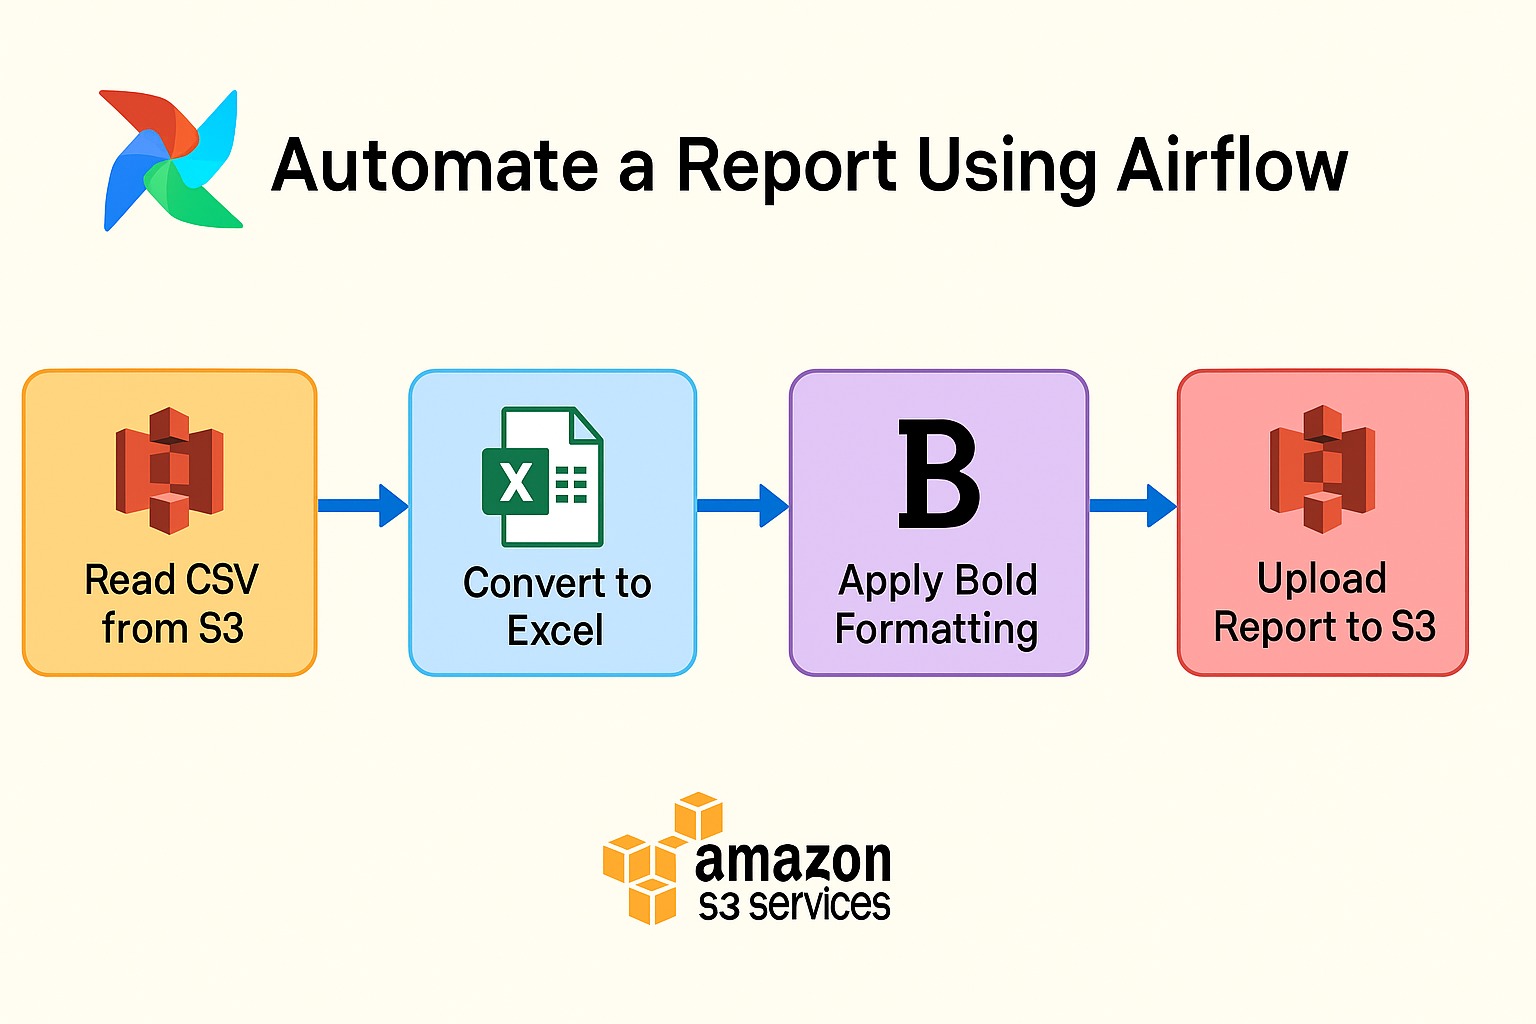 Automate a Report Using Airflow
Read CSV
from S3
X
Convert to
Excel
B
Apply Bold
Formatting
Upload
Report to S3
amazon
s3 services